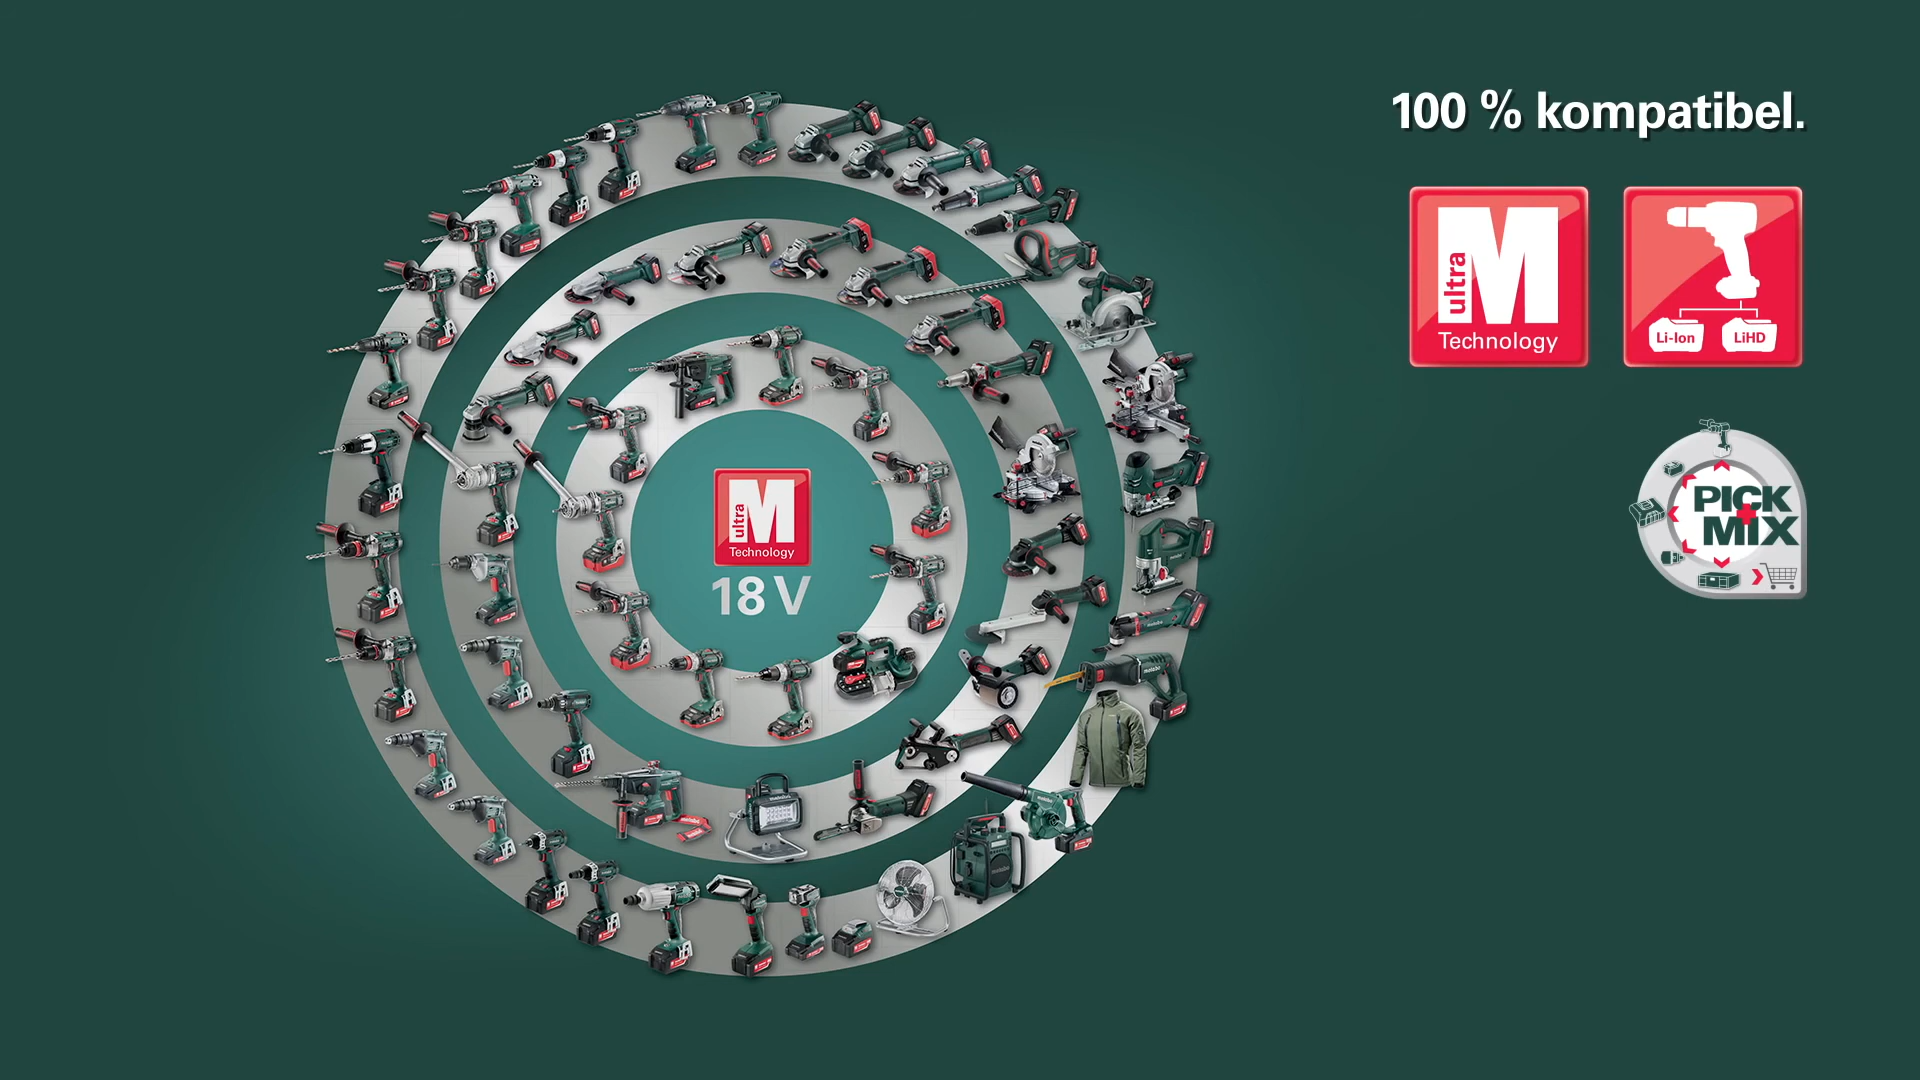 100 % kompatibel.
ultra M
Technology
Li-Ion
LiHD
PICK
+
MIX
ultra M
Technology
18 V